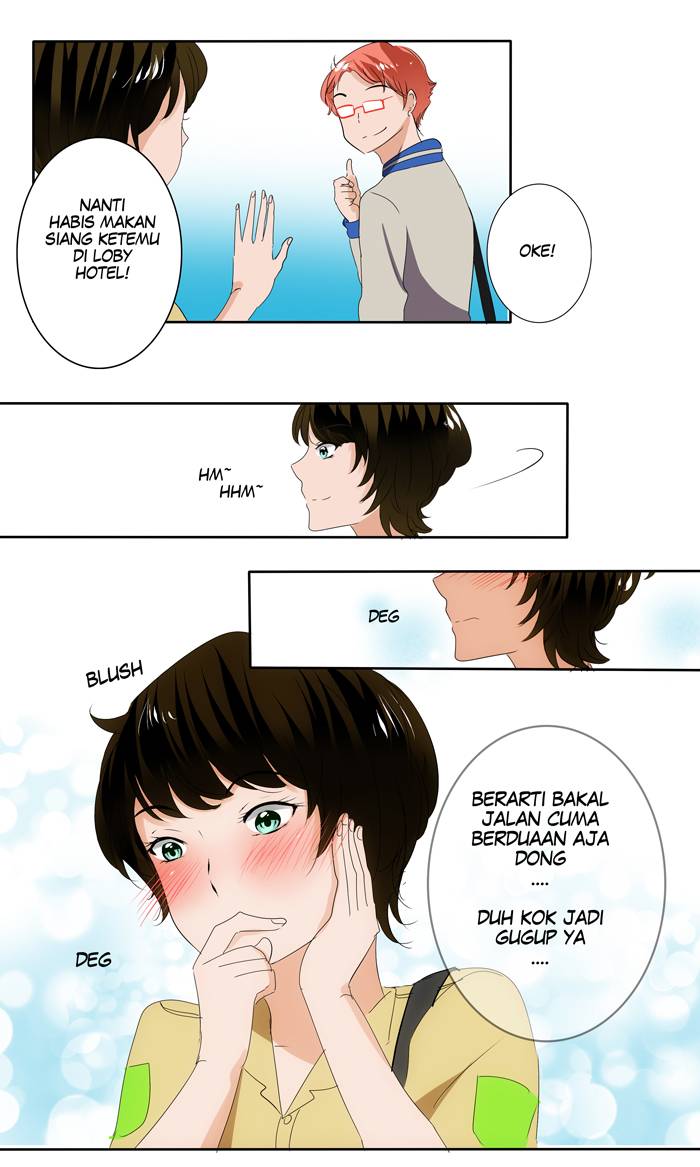 NANTI
HABIS MAKAN
SIANG KETEMU
DI LOBY
HOTEL!
OKE!
HM~
HHM~
DEG
BLUSH
BERARTI BAKAL
JALAN CUMA
BERDUAAN AJA
DONG
....
DUH KOK JADI
GUGUP YA
....
DEG